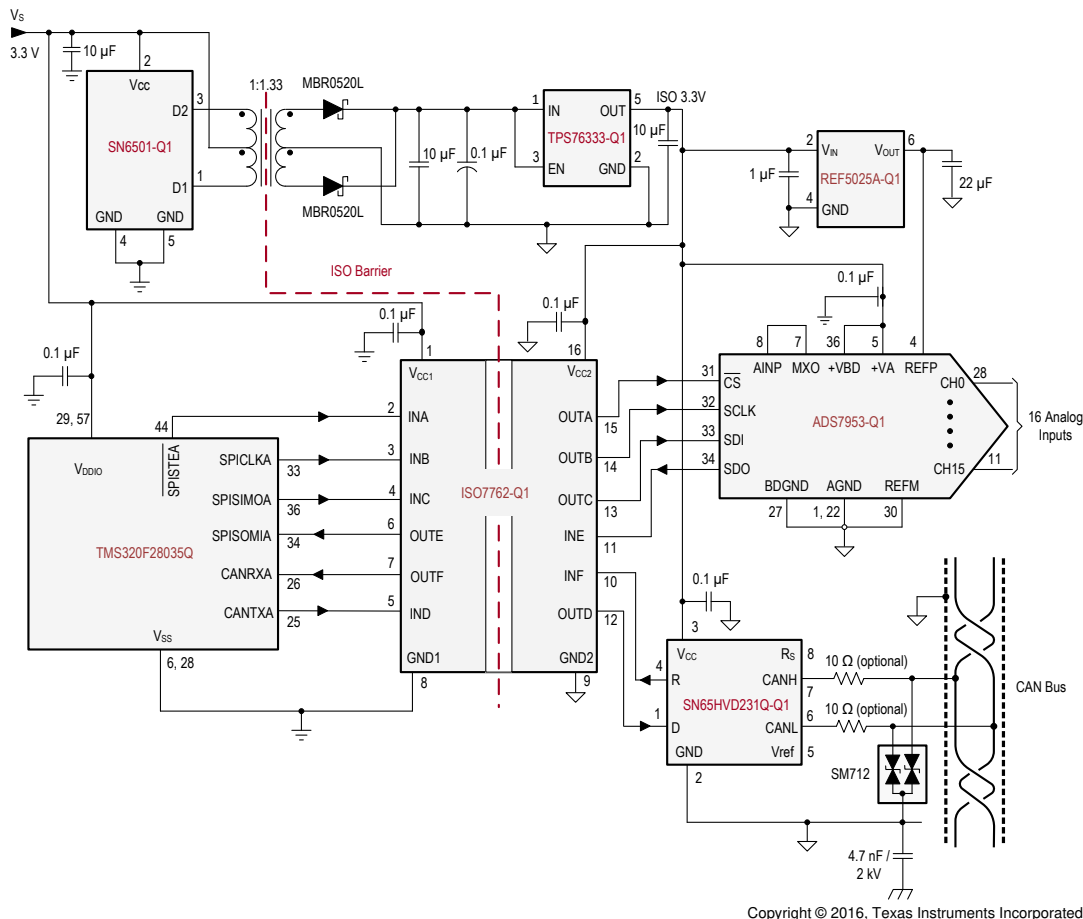 VS
3.3 V
10 µF
2
Vcc
D2
3
SN6501-Q1
D1
1
GND
GND
4
5
1:1.33
MBR0520L
MBR0520L
10 µF
0.1 µF
1
IN
OUT
5
TPS76333-Q1
3
EN
GND
2
ISO 3.3V
10 µF
2
VIN
VOUT
6
REF5025A-Q1
1 µF
4
GND
22 µF
ISO Barrier
0.1 µF
0.1 µF
0.1 µF
0.1 µF
29, 57
VDDIO
44
SPISTEA
SPICLKA
33
SPISIMOA
36
SPISOMIA
34
TMS320F28035Q
CANRXA
26
CANTXA
25
VSS
6, 28
1
VCC1
2
INA
3
INB
4
INC
6
OUTE
7
OUTF
5
IND
GND1
8
ISO7762-Q1
16
VCC2
OUTA
15
OUTB
14
OUTC
13
INE
11
INF
10
OUTD
12
GND2
9
8
7
36
5
4
AINP
MXO
+VBD
+VA
REFP
31
CS
32
SCLK
33
SDI
34
SDO
ADS7953-Q1
CH0
28
CH15
11
16 Analog
Inputs
BDGND
AGND
REFM
27
1, 22
30
0.1 µF
3
VCC
RS
8
4
R
CANH
7
SN65HVD231Q-Q1
1
D
CANL
6
GND
Vref
5
2
10 Ω (optional)
10 Ω (optional)
CAN Bus
SM712
4.7 nF /
2 kV
Copyright © 2016, Texas Instruments Incorporated